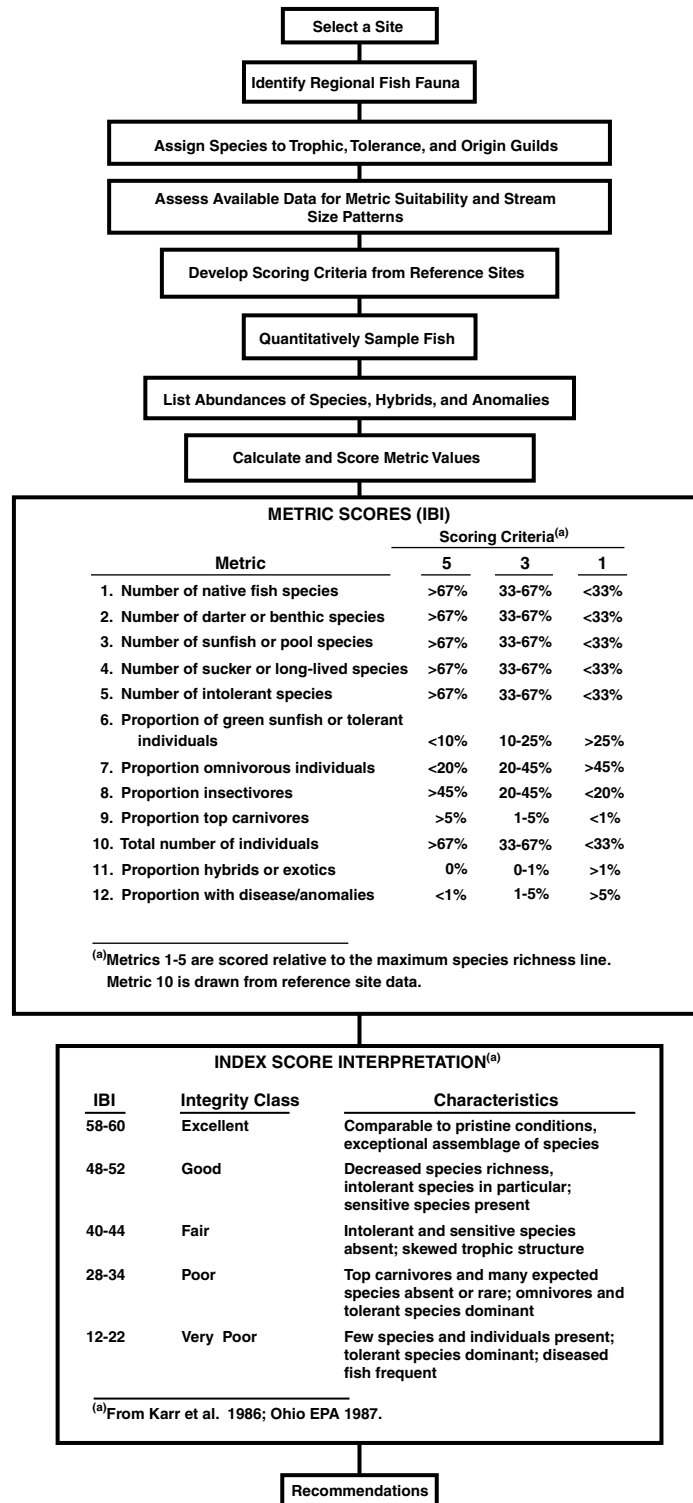 Select a Site
Identify Regional Fish Fauna
Assign Species to Trophic, Tolerance, and Origin Guilds
Assess Available Data for Metric Suitability and Stream
Size Patterns
Develop Scoring Criteria from Reference Sites
Quantitatively Sample Fish
List Abundances of Species, Hybrids, and Anomalies
Calculate and Score Metric Values
METRIC SCORES (IBI)
Scoring Criteria(a)
Metric 5 3 1
1. Number of native fish species >67% 33-67% <33%
2. Number of darter or benthic species >67% 33-67% <33%
3. Number of sunfish or pool species >67% 33-67% <33%
4. Number of sucker or long-lived species >67% 33-67% <33%
5. Number of intolerant species >67% 33-67% <33%
6. Proportion of green sunfish or tolerant
individuals <10% 10-25% >25%
7. Proportion omnivorous individuals <20% 20-45% >45%
8. Proportion insectivores >45% 20-45% <20%
9. Proportion top carnivores >5% 1-5% <1%
10. Total number of individuals >67% 33-67% <33%
11. Proportion hybrids or exotics 0% 0-1% >1%
12. Proportion with disease/anomalies <1% 1-5% >5%
(a)Metrics 1-5 are scored relative to the maximum species richness line.
Metric 10 is drawn from reference site data.
INDEX SCORE INTERPRETATION(a)
IBI Integrity Class Characteristics
58-60 Excellent Comparable to pristine conditions,
exceptional assemblage of species
48-52 Good Decreased species richness,
intolerant species in particular;
sensitive species present
40-44 Fair Intolerant and sensitive species
absent; skewed trophic structure
28-34 Poor Top carnivores and many expected
species absent or rare; omnivores and
tolerant species dominant
12-22 Very Poor Few species and individuals present;
tolerant species dominant; diseased
fish frequent
(a)From Karr et al. 1986; Ohio EPA 1987.
Recommendations